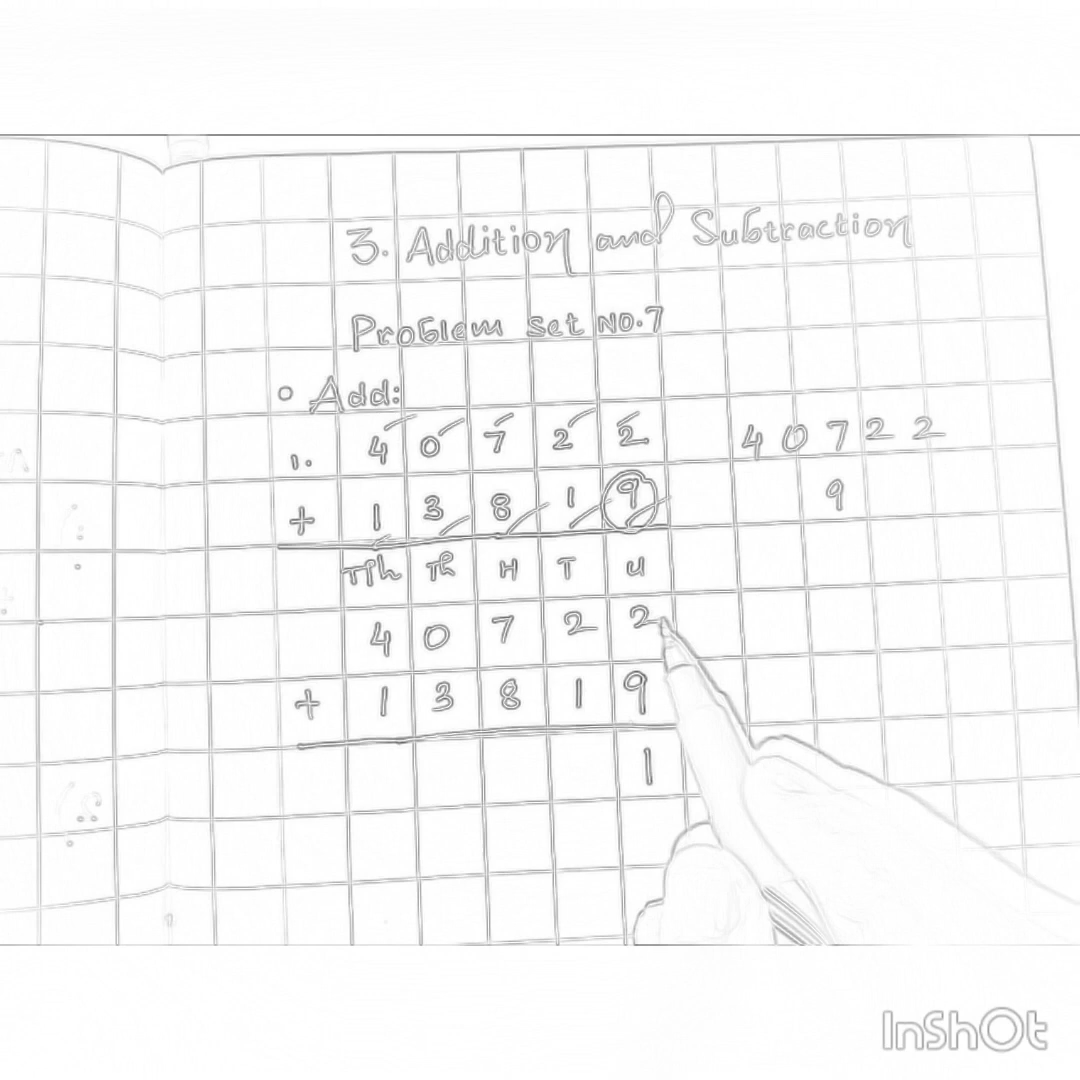 3. Addition and Subtraction
Problem set No.7
Add:
1. 4 0 7 2 2
40722
+ 1 3 8 1 9
9
TTh Th H T U
4 0 7 2 2
+ 1 3 8 1 9
1
InShOt